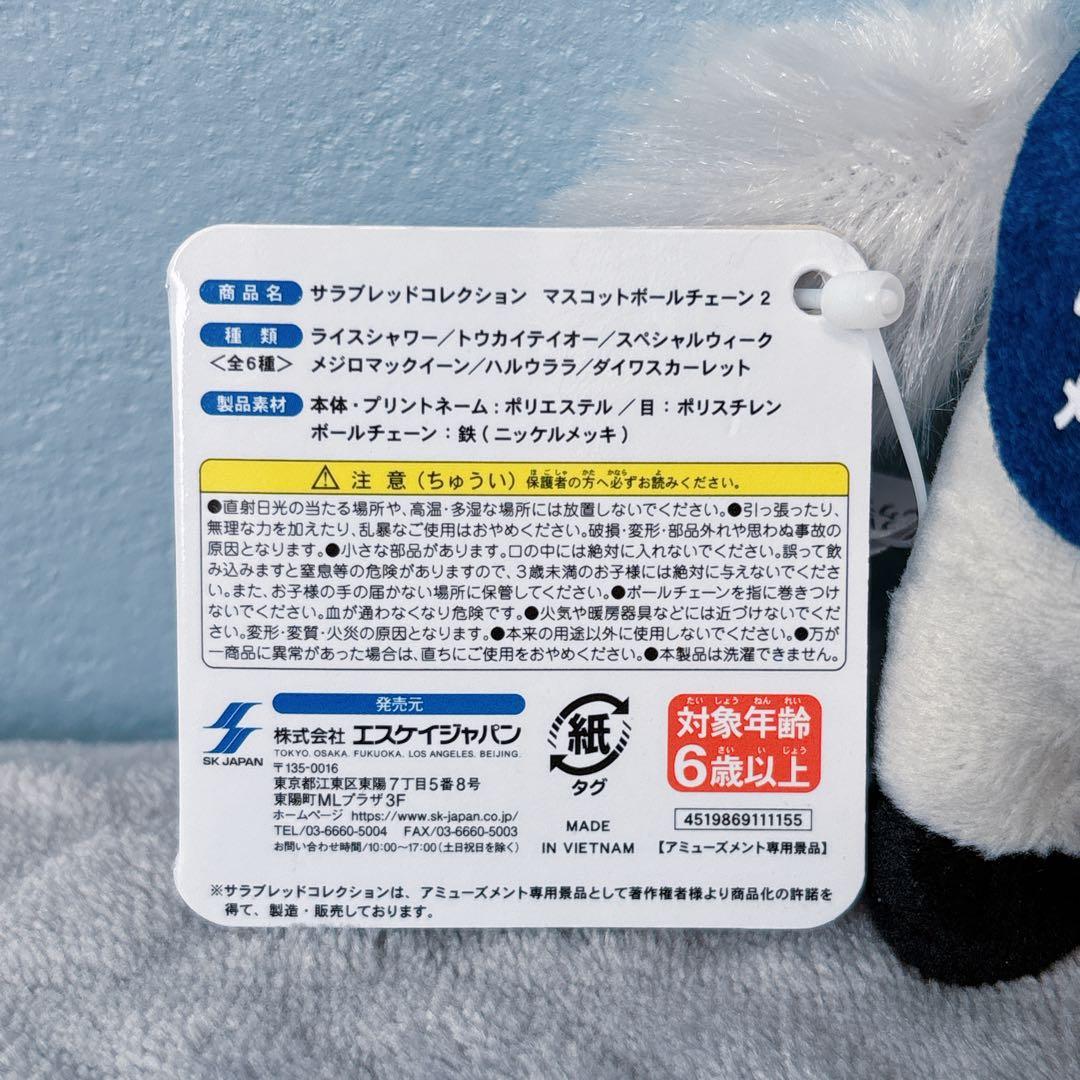 商品名 サラブレッドコレクション マスコットボールチェーン2
種類 ライスシャワー／トウカイテイオー／スペシャルウィーク
＜全6種＞ メジロマックイーン／ハルウララ／ダイワスカーレット
製品素材 本体・プリントネーム：ポリエステル／目：ポリスチレン
ボールチェーン：鉄（ニッケルメッキ）
⚠ 注意（ちゅうい）保護者の方へ必ずお読みください。
ほごしゃ かた かなら よ
●直射日光の当たる場所や、高温・多湿な場所には放置しないでください。●引っ張ったり、
無理な力を加えたり、乱暴なご使用はおやめください。破損・変形・部品外れや思わぬ事故の
原因となります。●小さな部品があります。口の中には絶対に入れないでください。誤って飲
み込みますと窒息等の危険がありますので、3歳未満のお子様には絶対に与えないでくださ
い。また、お子様の手の届かない場所に保管してください。●ボールチェーンを指に巻きつけ
ないでください。血が通わなくなり危険です。●火気や暖房器具などには近づけないでくだ
さい。変形・変質・火災の原因となります。●本来の用途以外に使用しないでください。●万が
一商品に異常があった場合は、直ちにご使用をおやめください。●本製品は洗濯できません。
SK JAPAN
発売元
株式会社 エスケイジャパン
TOKYO. OSAKA. FUKUOKA. LOS ANGELES. BEIJING.
〒135-0016
東京都江東区東陽7丁目5番8号
東陽町MLプラザ3F
ホームページ https://www.sk-japan.co.jp/
TEL/03-6660-5004 FAX/03-6660-5003
お問い合わせ時間/10:00〜17:00（土日祝日を除く）
紙
タグ
MADE
IN VIETNAM
たいしょう ねんれい
対象年齢
さい いじょう
6歳以上
4519869111155
【アミューズメント専用景品】
※サラブレッドコレクションは、アミューズメント専用景品として著作権者様より商品化の許諾を
得て、製造・販売しております。